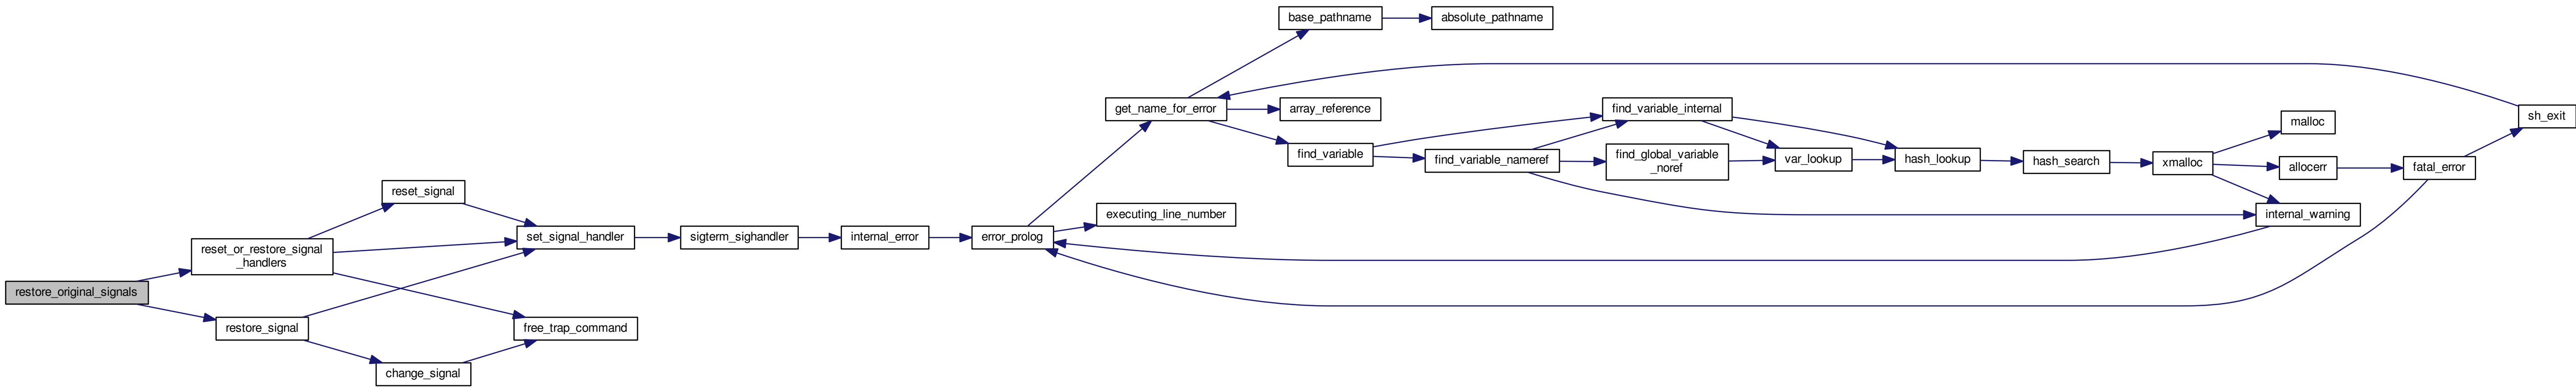 restore_original_signals
reset_or_restore_signal
_handlers
restore_signal
reset_signal
change_signal
set_signal_handler
free_trap_command
sigterm_sighandler
internal_error
error_prolog
get_name_for_error
executing_line_number
base_pathname
absolute_pathname
array_reference
find_variable
find_variable_nameref
find_variable_internal
find_global_variable
_noref
var_lookup
hash_lookup
hash_search
xmalloc
malloc
allocerr
internal_warning
fatal_error
sh_exit